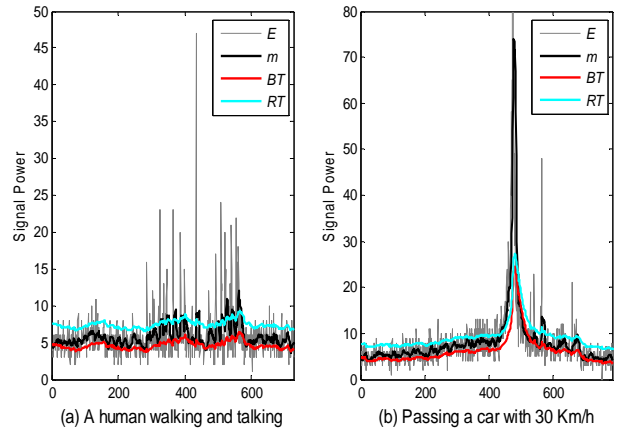 50
45
40
35
30
25
20
15
10
5
0
Signal Power
E
m
BT
RT
0 200 400 600
(a) A human walking and talking
80
70
60
50
40
30
20
10
0
Signal Power
E
m
BT
RT
0 200 400 600
(b) Passing a car with 30 Km/h